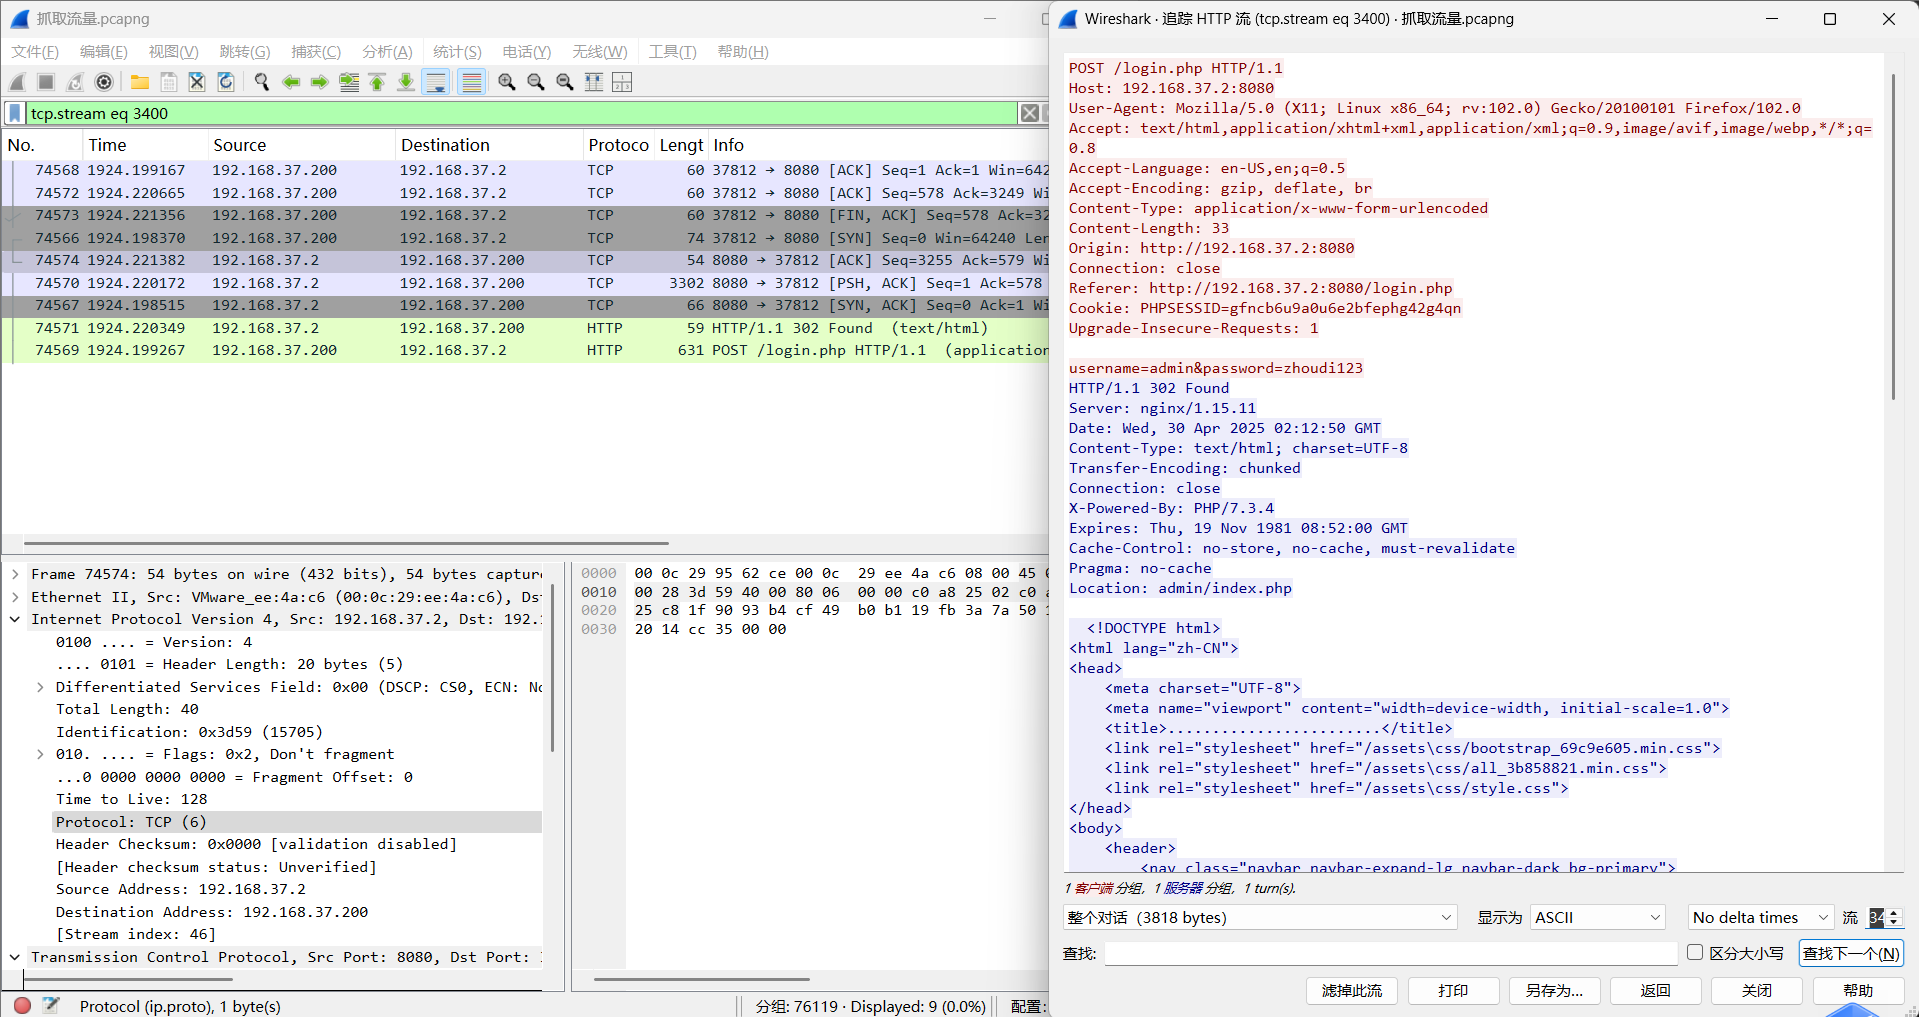 抓取流量.pcapng
文件(F) 编辑(E) 视图(V) 跳转(G) 捕获(C) 分析(A) 统计(S) 电话(Y) 无线(W) 工具(T) 帮助(H)
tcp.stream eq 3400
No. Time Source Destination Protoco Lengt Info
74568 1924.199167 192.168.37.200 192.168.37.2 TCP 60 37812 → 8080 [ACK] Seq=1 Ack=1 Win=642
74572 1924.220665 192.168.37.200 192.168.37.2 TCP 60 37812 → 8080 [ACK] Seq=578 Ack=3249 Wi
74573 1924.221356 192.168.37.200 192.168.37.2 TCP 60 37812 → 8080 [FIN, ACK] Seq=578 Ack=32
74566 1924.198370 192.168.37.200 192.168.37.2 TCP 74 37812 → 8080 [SYN] Seq=0 Win=64240 Len
74574 1924.221382 192.168.37.2 192.168.37.200 TCP 54 8080 → 37812 [ACK] Seq=3255 Ack=579 Wi
74570 1924.220172 192.168.37.2 192.168.37.200 TCP 3302 8080 → 37812 [PSH, ACK] Seq=1 Ack=578
74567 1924.198515 192.168.37.2 192.168.37.200 TCP 66 8080 → 37812 [SYN, ACK] Seq=0 Ack=1 Wi
74571 1924.220349 192.168.37.2 192.168.37.200 HTTP 59 HTTP/1.1 302 Found  (text/html)
74569 1924.199267 192.168.37.200 192.168.37.2 HTTP 631 POST /login.php HTTP/1.1  (application
Frame 74574: 54 bytes on wire (432 bits), 54 bytes capture
Ethernet II, Src: VMware_ee:4a:c6 (00:0c:29:ee:4a:c6), Ds
Internet Protocol Version 4, Src: 192.168.37.2, Dst: 192.
0100 .... = Version: 4
.... 0101 = Header Length: 20 bytes (5)
Differentiated Services Field: 0x00 (DSCP: CS0, ECN: No
Total Length: 40
Identification: 0x3d59 (15705)
010. .... = Flags: 0x2, Don't fragment
...0 0000 0000 0000 = Fragment Offset: 0
Time to Live: 128
Protocol: TCP (6)
Header Checksum: 0x0000 [validation disabled]
[Header checksum status: Unverified]
Source Address: 192.168.37.2
Destination Address: 192.168.37.200
[Stream index: 46]
Transmission Control Protocol, Src Port: 8080, Dst Port:
0000 00 0c 29 95 62 ce 00 0c 29 ee 4a c6 08 00 45
0010 00 28 3d 59 40 00 80 06 00 00 c0 a8 25 02 c0
0020 25 c8 1f 90 93 b4 cf 49 b0 b1 19 fb 3a 7a 50
0030 20 14 cc 35 00 00
Protocol (ip.proto), 1 byte(s)
分组: 76119 · Displayed: 9 (0.0%)
配置:
Wireshark · 追踪 HTTP 流 (tcp.stream eq 3400) · 抓取流量.pcapng
POST /login.php HTTP/1.1
Host: 192.168.37.2:8080
User-Agent: Mozilla/5.0 (X11; Linux x86_64; rv:102.0) Gecko/20100101 Firefox/102.0
Accept: text/html,application/xhtml+xml,application/xml;q=0.9,image/avif,image/webp,*/*;q=
0.8
Accept-Language: en-US,en;q=0.5
Accept-Encoding: gzip, deflate, br
Content-Type: application/x-www-form-urlencoded
Content-Length: 33
Origin: http://192.168.37.2:8080
Connection: close
Referer: http://192.168.37.2:8080/login.php
Cookie: PHPSESSID=gfncb6u9a0u6e2bfephg42g4qn
Upgrade-Insecure-Requests: 1
username=admin&password=zhoudi123
HTTP/1.1 302 Found
Server: nginx/1.15.11
Date: Wed, 30 Apr 2025 02:12:50 GMT
Content-Type: text/html; charset=UTF-8
Transfer-Encoding: chunked
Connection: close
X-Powered-By: PHP/7.3.4
Expires: Thu, 19 Nov 1981 08:52:00 GMT
Cache-Control: no-store, no-cache, must-revalidate
Pragma: no-cache
Location: admin/index.php
<!DOCTYPE html>
<html lang="zh-CN">
<head>
<meta charset="UTF-8">
<meta name="viewport" content="width=device-width, initial-scale=1.0">
<title>........................</title>
<link rel="stylesheet" href="/assets\css/bootstrap_69c9e605.min.css">
<link rel="stylesheet" href="/assets\css/all_3b858821.min.css">
<link rel="stylesheet" href="/assets\css/style.css">
</head>
<body>
<header>
<nav class="navbar navbar-expand-lg navbar-dark bg-primary">
1 客户端 分组, 1 服务器 分组, 1 turn(s).
整个对话 (3818 bytes) 显示为 ASCII No delta times 流 34
查找: 区分大小写 查找下一个(N)
滤掉此流 打印 另存为... 返回 关闭 帮助